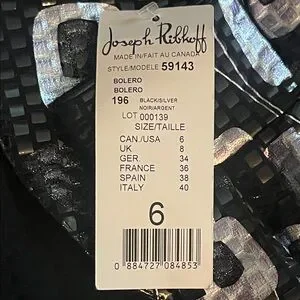 Joseph Ribkoff
MADE IN/FAIT AU CANADA
STYLE/MODÈLE 59143
BOLERO
BOLERO
196 BLACK/SILVER
NOIR/ARGENT
LOT 000139
SIZE/TAILLE
CAN./USA 6
UK 8
GER 34
FRANCE 36
SPAIN 38
ITALY 40
6
0 884727 084853